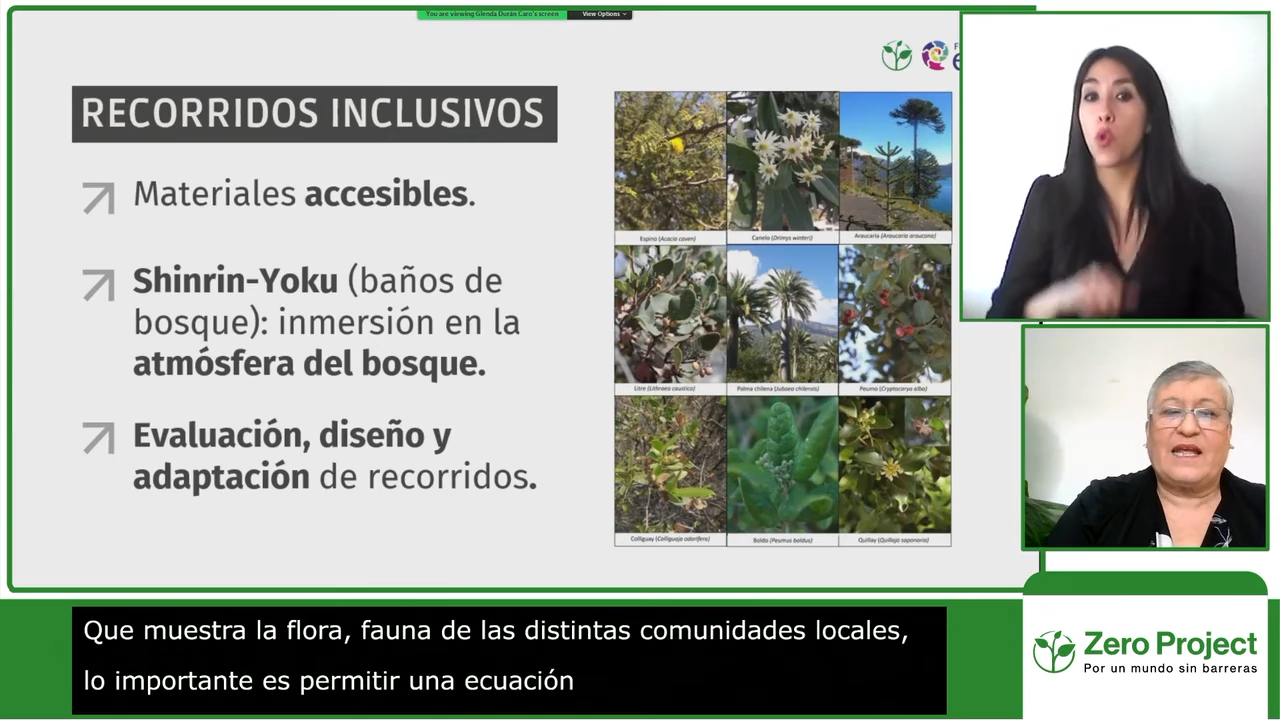 You are viewing Glenda Durán Caro's screen
View Options
RECORRIDOS INCLUSIVOS
Materiales accesibles.
Shinrin-Yoku (baños de
bosque): inmersión en la
atmósfera del bosque.
Evaluación, diseño y
adaptación de recorridos.
Espino (Acacia caven)
Canelo (Drimys winteri)
Araucaria (Araucaria araucana)
Litre (Lithraea caustica)
Palma chilena (Jubaea chilensis)
Peumo (Cryptocarya alba)
Colliguay (Colliguaja odorifera)
Boldo (Peumus boldus)
Quillay (Quillaja saponaria)
Que muestra la flora, fauna de las distintas comunidades locales,
lo importante es permitir una ecuación
Zero Project
Por un mundo sin barreras